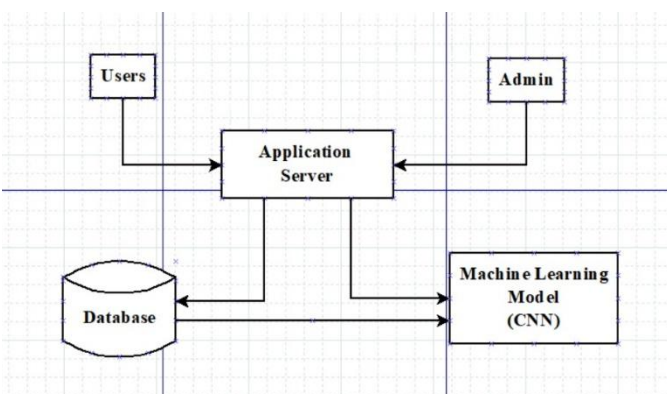 Users
Admin
Application
Server
Database
Machine Learning
Model
(CNN)